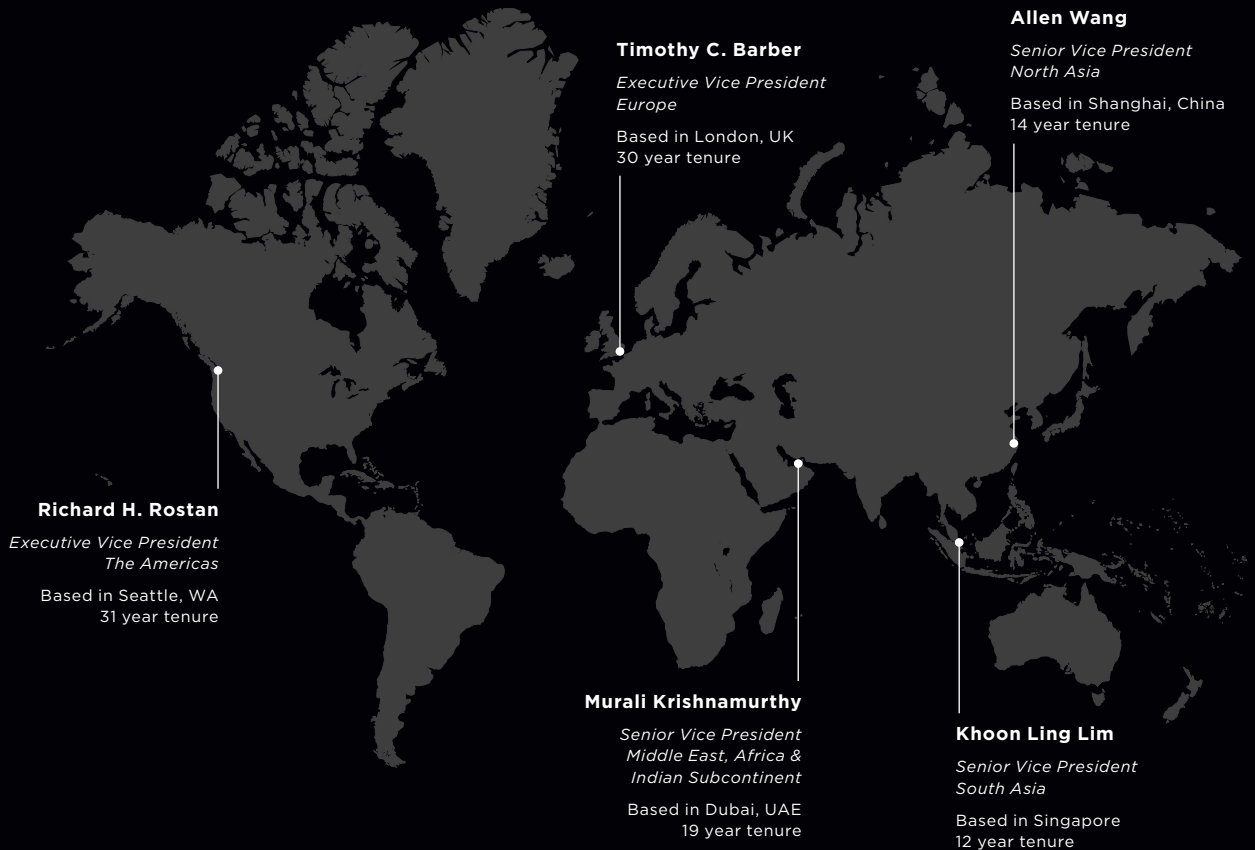 Timothy C. Barber
Executive Vice President
Europe
Based in London, UK
30 year tenure
Allen Wang
Senior Vice President
North Asia
Based in Shanghai, China
14 year tenure
Richard H. Rostan
Executive Vice President
The Americas
Based in Seattle, WA
31 year tenure
Murali Krishnamurthy
Senior Vice President
Middle East, Africa &
Indian Subcontinent
Based in Dubai, UAE
19 year tenure
Khoon Ling Lim
Senior Vice President
South Asia
Based in Singapore
12 year tenure